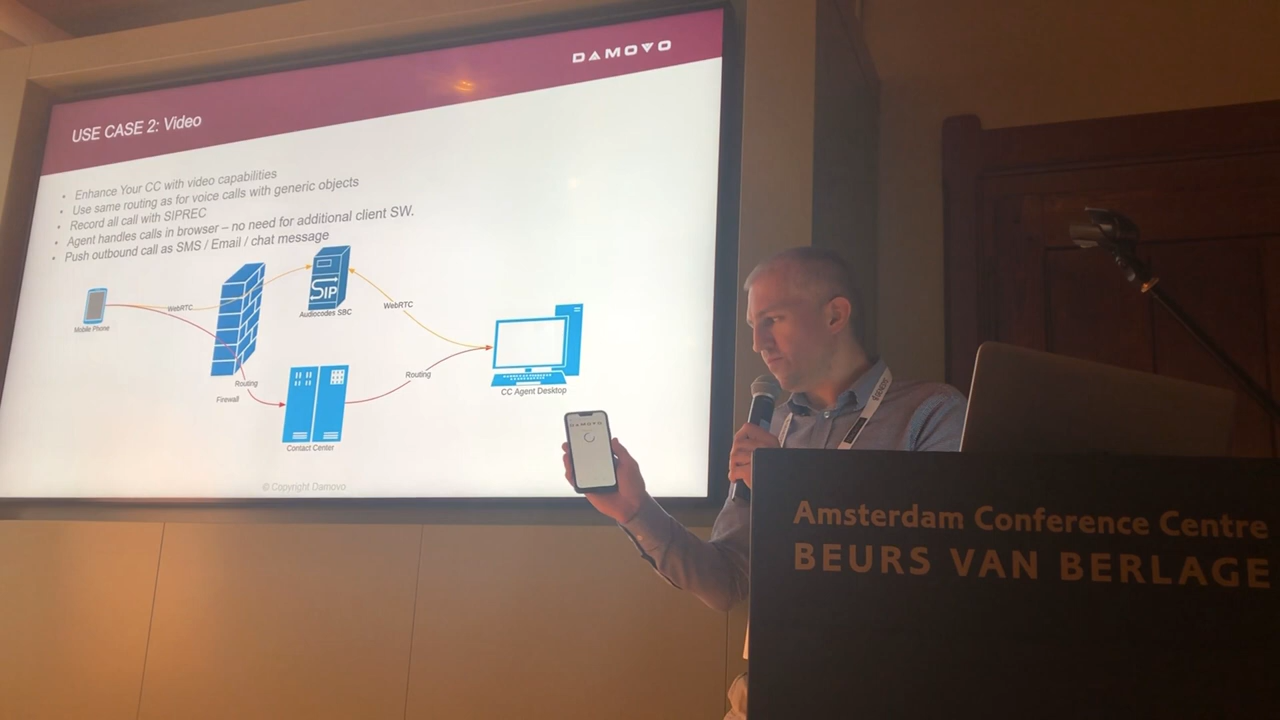 DAMOVO
USE CASE 2: Video
• Enhance Your CC with video capabilities
• Use same routing as for voice calls with generic objects
• Record all call with SIPREC
• Agent handles calls in browser – no need for additional client SW.
• Push outbound call as SMS / Email / chat message
SIP
Audiocodes SBC
WebRTC
WebRTC
Mobile Phone
Routing
Routing
Firewall
CC Agent Desktop
Contact Center
© Copyright Damovo
DAMOVO
Amsterdam Conference Centre
BEURS VAN BERLAGE